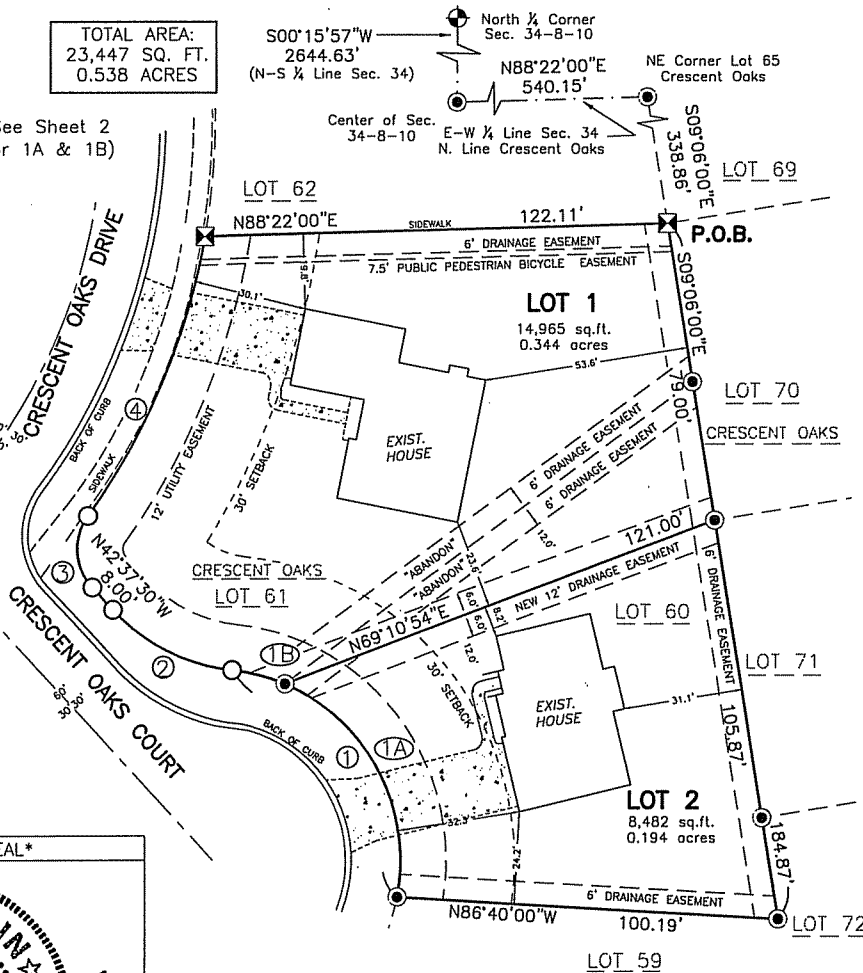 TOTAL AREA:
23,447 SQ. FT.
0.538 ACRES
S00°15'57"W
2644.63'
(N-S ¼ Line Sec. 34)
North ¼ Corner
Sec. 34-8-10
N88°22'00"E
540.15'
NE Corner Lot 65
Crescent Oaks
Center of Sec.
34-8-10
E-W ¼ Line Sec. 34
N. Line Crescent Oaks
S09°06'00"E
338.86'
LOT 69
See Sheet 2
1A & 1B)
LOT 62
N88°22'00"E
SIDEWALK
122.11'
P.O.B.
6' DRAINAGE EASEMENT
7.5' PUBLIC PEDESTRIAN BICYCLE EASEMENT
CRESCENT OAKS DRIVE
30.1'
LOT 1
14,965 sq.ft.
0.344 acres
S09°06'00"E
79.00'
53.6'
LOT 70
CRESCENT OAKS
4
BACK OF CURB
SIDEWALK
12' UTILITY EASEMENT
30' SETBACK
EXIST.
HOUSE
6' DRAINAGE EASEMENT
6' DRAINAGE EASEMENT
12.0'
"ABANDON"
"ABANDON"
23.6'
121.00'
N42°37'30"W
8.00'
3
CRESCENT OAKS
LOT 61
N69°10'54"E
6.0'
6.0'
8.2'
12.0'
NEW 12' DRAINAGE EASEMENT
6' DRAINAGE EASEMENT
LOT 60
LOT 71
CRESCENT OAKS COURT
2
1B
60'
30' 30'
BACK OF CURB
1
1A
30' SETBACK
EXIST.
HOUSE
31.1'
105.87'
LOT 2
8,482 sq.ft.
0.194 acres
32.3'
24.2'
184.87'
6' DRAINAGE EASEMENT
N86°40'00"W
100.19'
LOT 72
LOT 59
EAL*